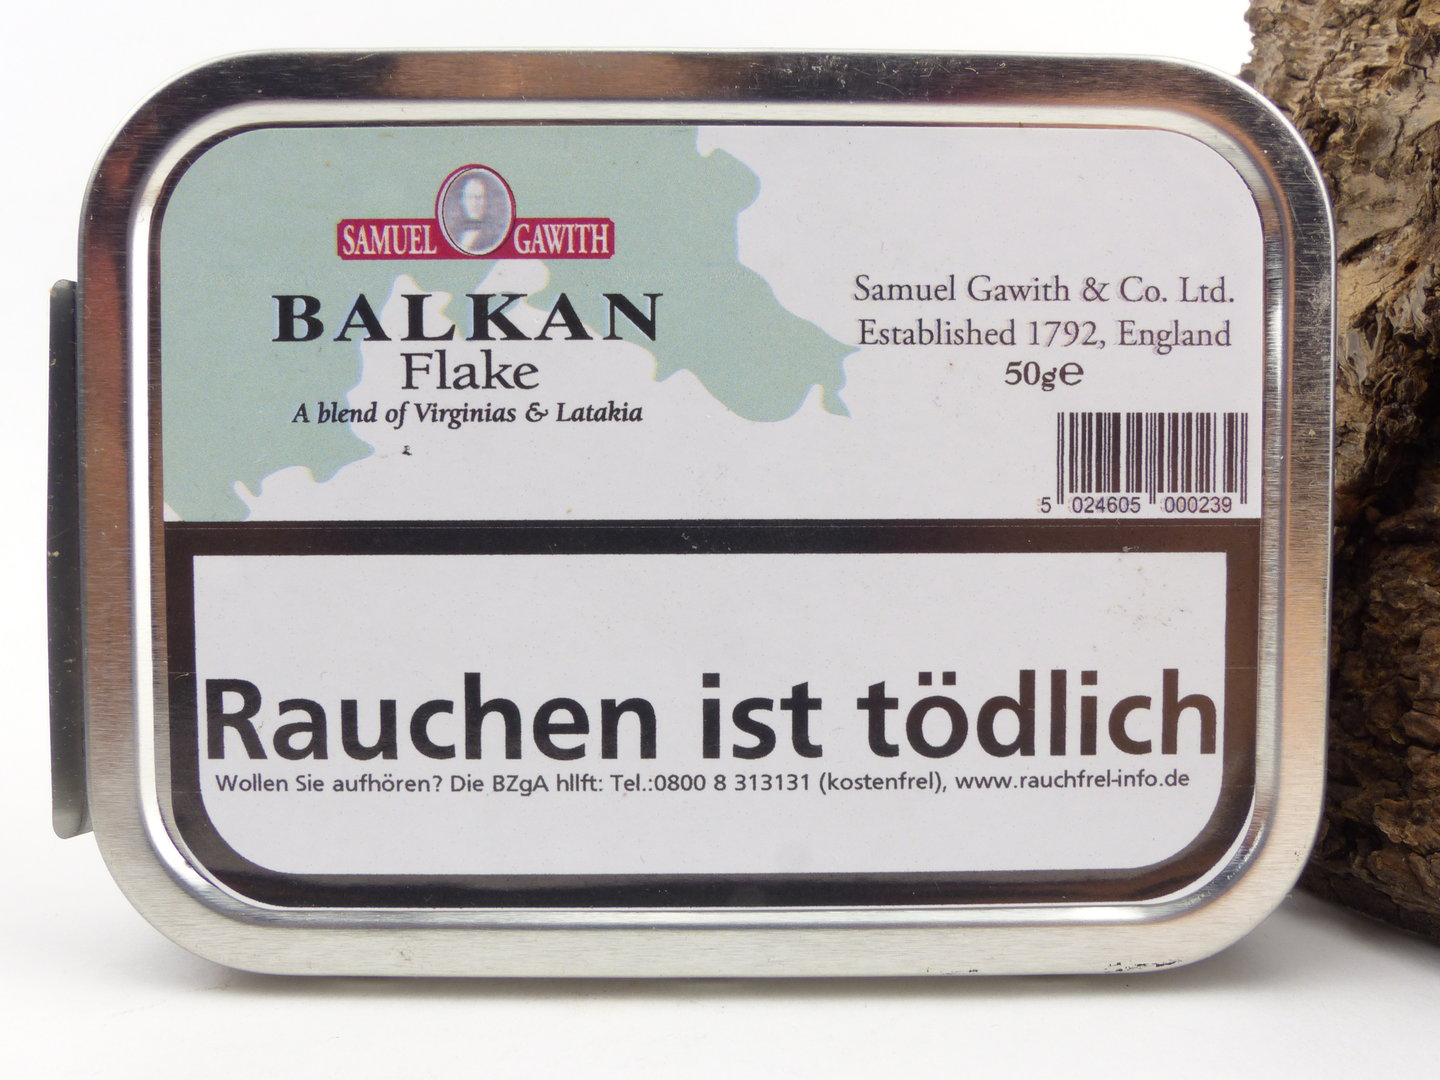 SAMUEL GAWITH
BALKAN
Flake
A blend of Virginias & Latakia
Samuel Gawith & Co. Ltd.
Established 1792, England
50g℮
5 024605 000239
Rauchen ist tödlich
Wollen Sie aufhören? Die BZgA hllft: Tel.:0800 8 313131 (kostenfrel), www.rauchfrel-info.de